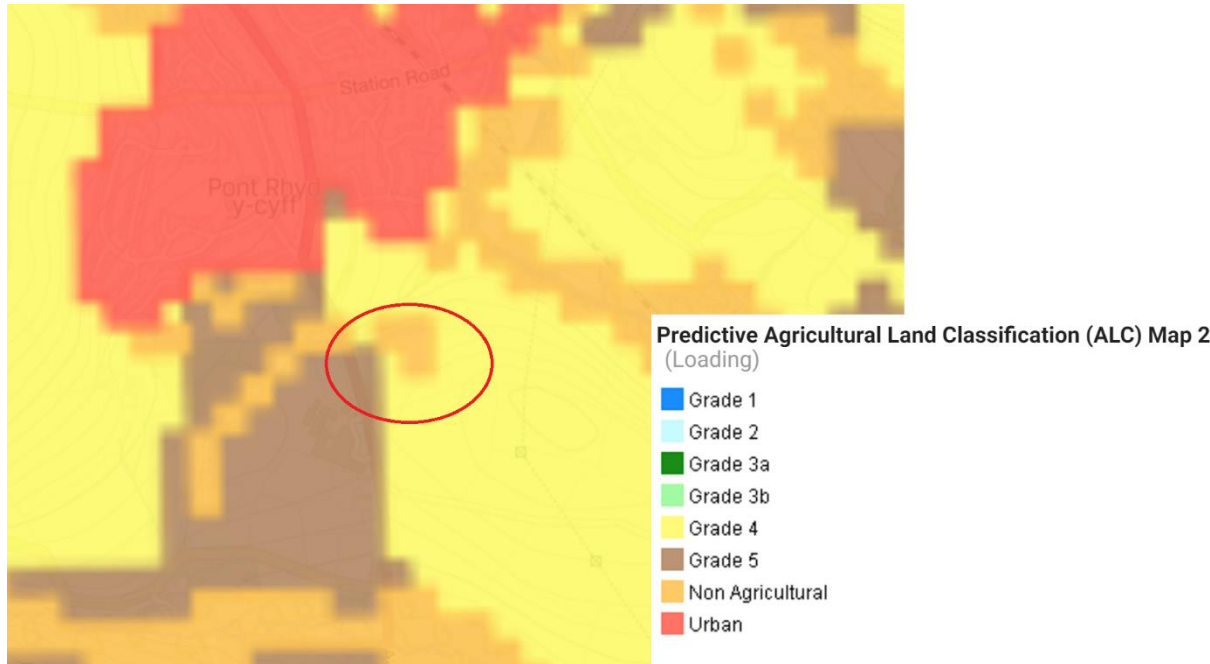 Station Road
Pont Rhyd
y-cyff
Predictive Agricultural Land Classification (ALC) Map 2
(Loading)
Grade 1
Grade 2
Grade 3a
Grade 3b
Grade 4
Grade 5
Non Agricultural
Urban